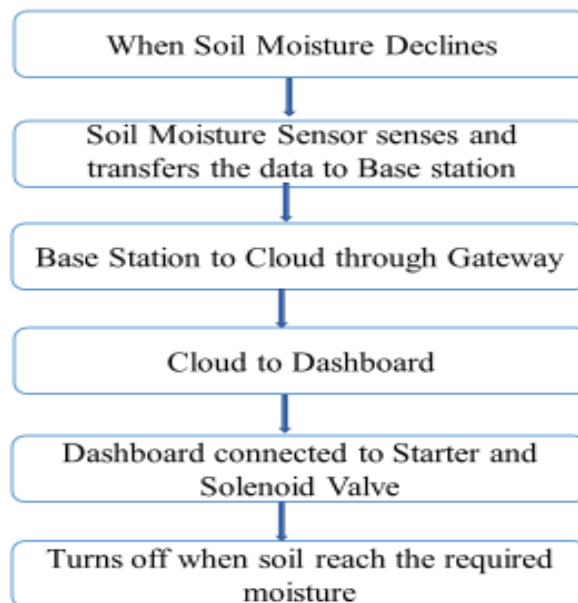 When Soil Moisture Declines
Soil Moisture Sensor senses and
transfers the data to Base station
Base Station to Cloud through Gateway
Cloud to Dashboard
Dashboard connected to Starter and
Solenoid Valve
Turns off when soil reach the required
moisture